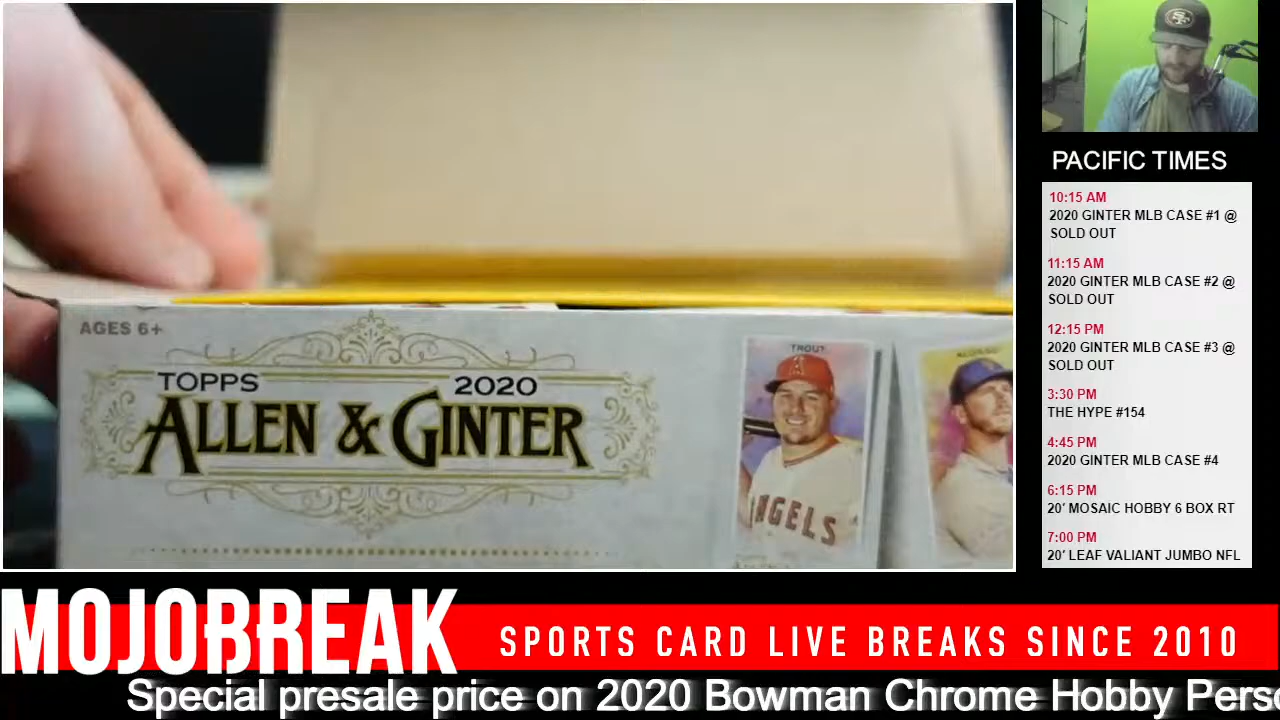 AGES 6+
TOPPS 2020
ALLEN & GINTER
TROUT
ANGELS
SF
PACIFIC TIMES
10:15 AM
2020 GINTER MLB CASE #1 @
SOLD OUT
11:15 AM
2020 GINTER MLB CASE #2 @
SOLD OUT
12:15 PM
2020 GINTER MLB CASE #3 @
SOLD OUT
3:30 PM
THE HYPE #154
4:45 PM
2020 GINTER MLB CASE #4
6:15 PM
20' MOSAIC HOBBY 6 BOX RT
7:00 PM
20' LEAF VALIANT JUMBO NFL
MOJOBREAK
SPORTS CARD LIVE BREAKS SINCE 2010
Special presale price on 2020 Bowman Chrome Hobby Perso